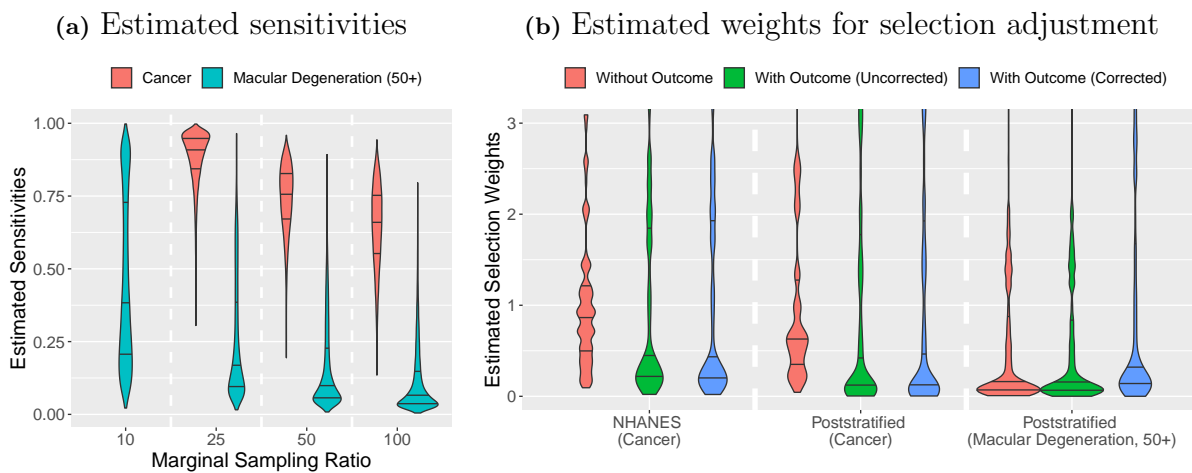 (a) Estimated sensitivities
Cancer
Macular Degeneration (50+)
1.00
0.75
0.50
0.25
0.00
Estimated Sensitivities
10
25
50
100
Marginal Sampling Ratio
(b) Estimated weights for selection adjustment
Without Outcome
With Outcome (Uncorrected)
With Outcome (Corrected)
3
2
1
0
Estimated Selection Weights
NHANES
(Cancer)
Poststratified
(Cancer)
Poststratified
(Macular Degeneration, 50+)